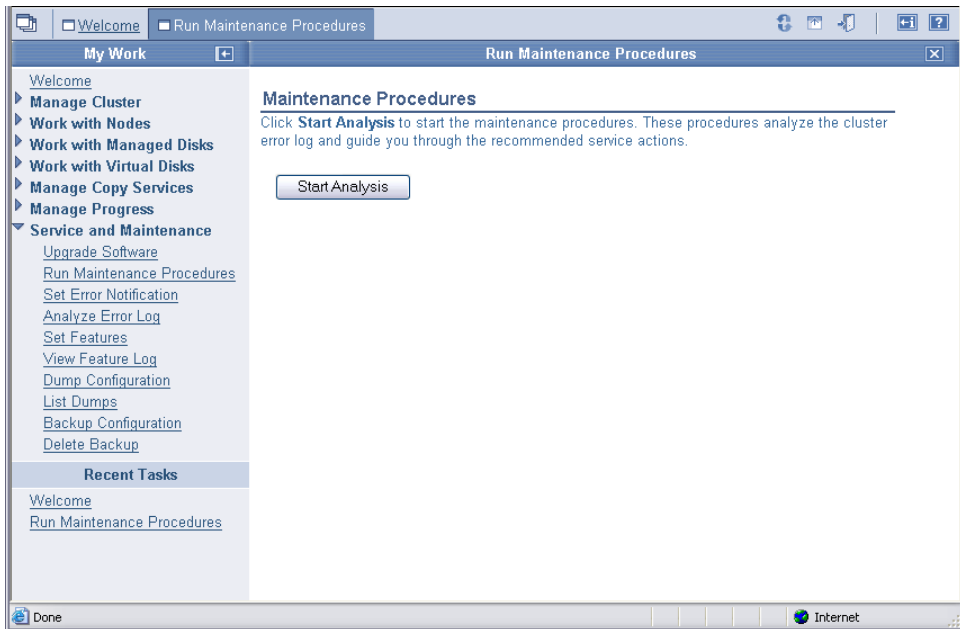 Welcome
Run Maintenance Procedures
?
My Work
Run Maintenance Procedures
Welcome
Manage Cluster
Work with Nodes
Work with Managed Disks
Work with Virtual Disks
Manage Copy Services
Manage Progress
Service and Maintenance
Upgrade Software
Run Maintenance Procedures
Set Error Notification
Analyze Error Log
Set Features
View Feature Log
Dump Configuration
List Dumps
Backup Configuration
Delete Backup
Recent Tasks
Welcome
Run Maintenance Procedures
Maintenance Procedures
Click Start Analysis to start the maintenance procedures. These procedures analyze the cluster
error log and guide you through the recommended service actions.
Start Analysis
Done
Internet